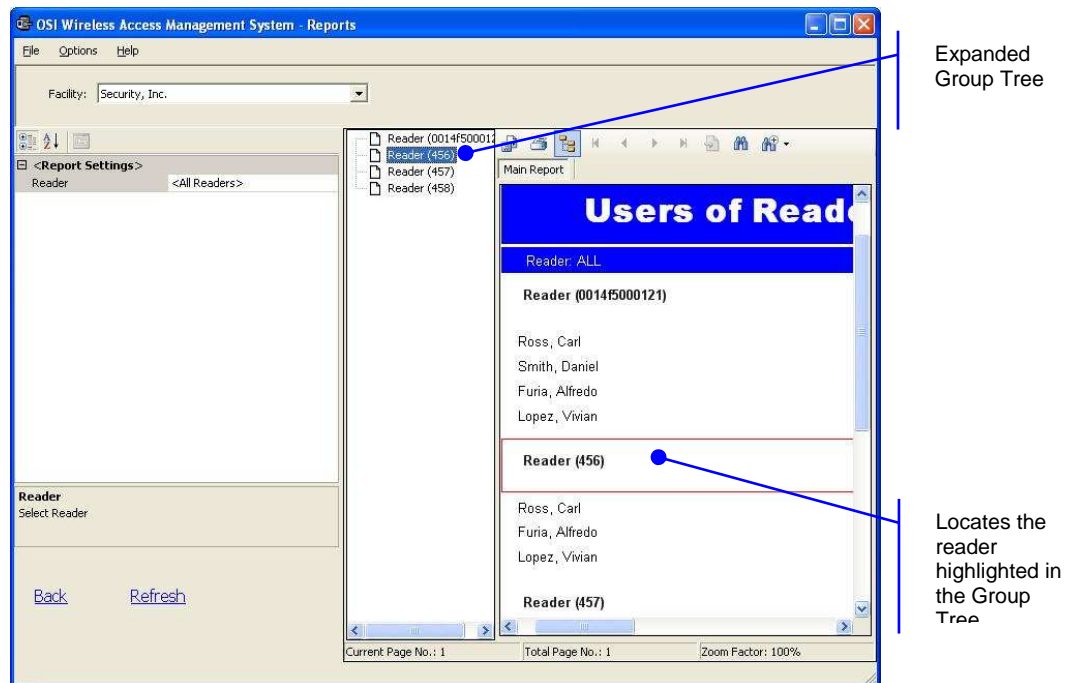 OSI Wireless Access Management System - Reports
File Options Help
Facility: Security, Inc.
<Report Settings>
Reader <All Readers>
Reader
Select Reader
Back Refresh
Reader (0014f500012
Reader (456)
Reader (457)
Reader (458)
Main Report
Users of Reade
Reader: ALL
Reader (0014f5000121)
Ross, Carl
Smith, Daniel
Furia, Alfredo
Lopez, Vivian
Reader (456)
Ross, Carl
Furia, Alfredo
Lopez, Vivian
Reader (457)
Current Page No.: 1 Total Page No.: 1 Zoom Factor: 100%
Expanded
Group Tree
Locates the
reader
highlighted in
the Group
Tree